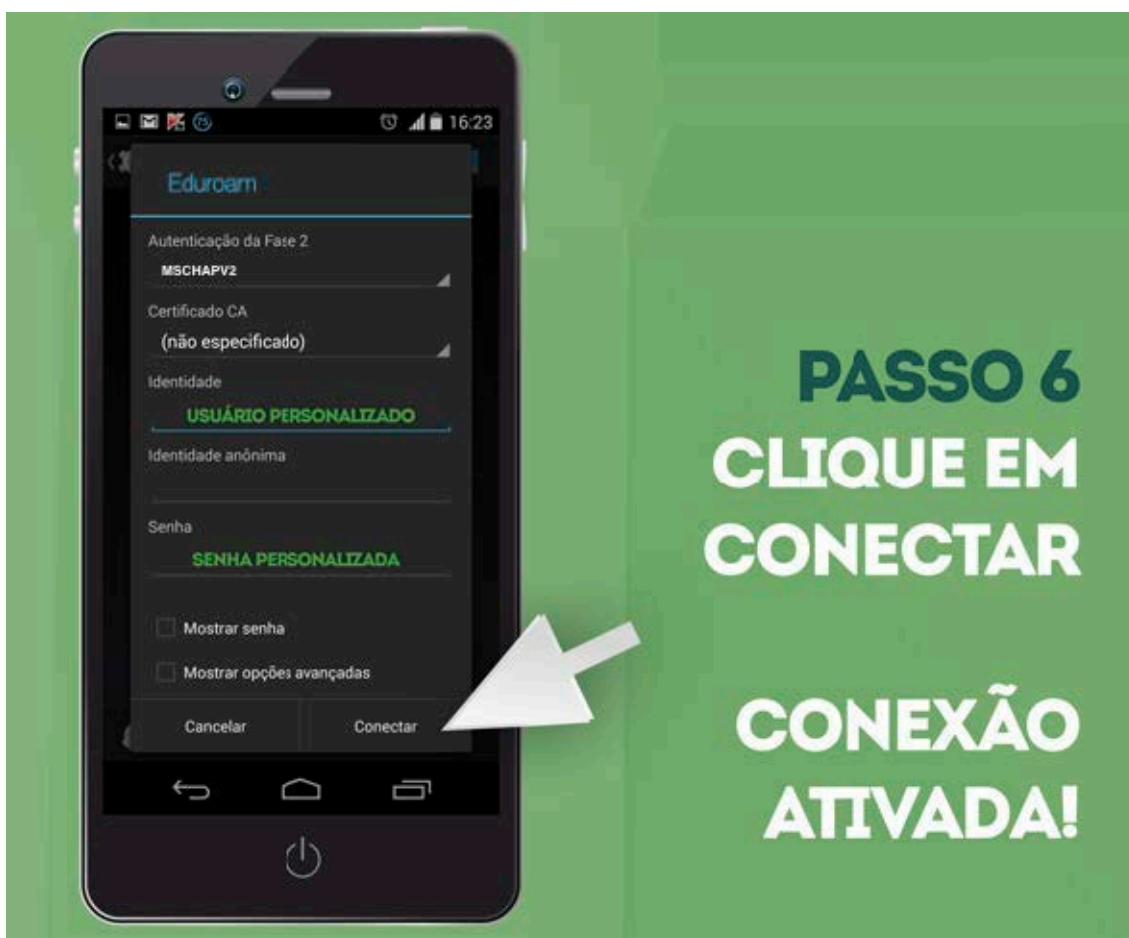 75
16:23
Eduroam
Autenticação da Fase 2
MSCHAPV2
Certificado CA
(não especificado)
Identidade
USUÁRIO PERSONALIZADO
Identidade anônima
Senha
SENHA PERSONALIZADA
Mostrar senha
Mostrar opções avançadas
Cancelar
Conectar
PASSO 6
CLIQUE EM
CONECTAR
CONEXÃO
ATIVADA!